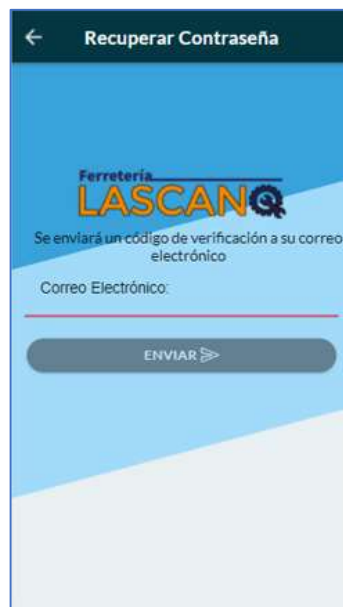 Recuperar Contraseña
Ferretería
LASCANO
Se enviará un código de verificación a su correo
electrónico
Correo Electrónico:
ENVIAR